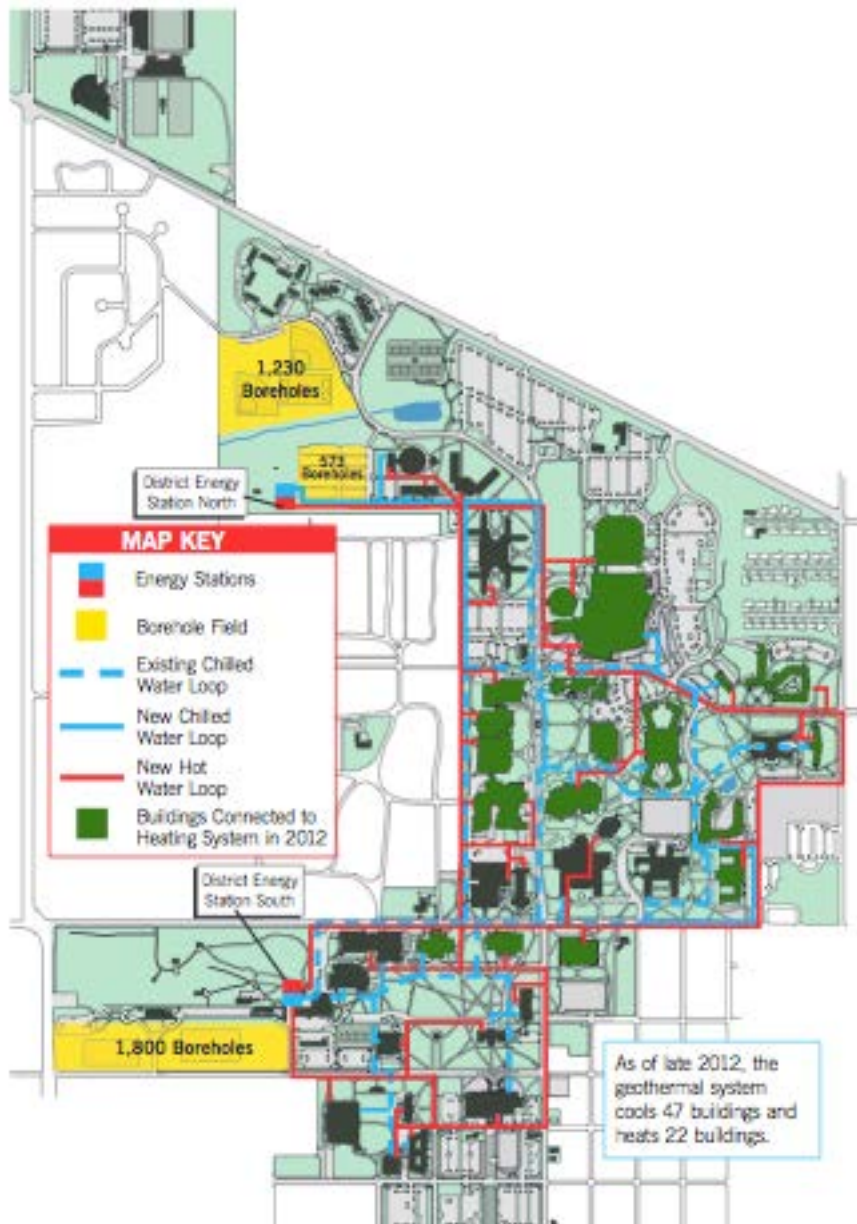 1,230
Boreholes
573
Boreholes
District Energy
Station North
MAP KEY
Energy Stations
Borehole Field
Existing Chilled
Water Loop
New Chilled
Water Loop
New Hot
Water Loop
Buildings Connected to
Heating System in 2012
District Energy
Station South
1,800 Boreholes
As of late 2012, the
geothermal system
cools 47 buildings and
heats 22 buildings.